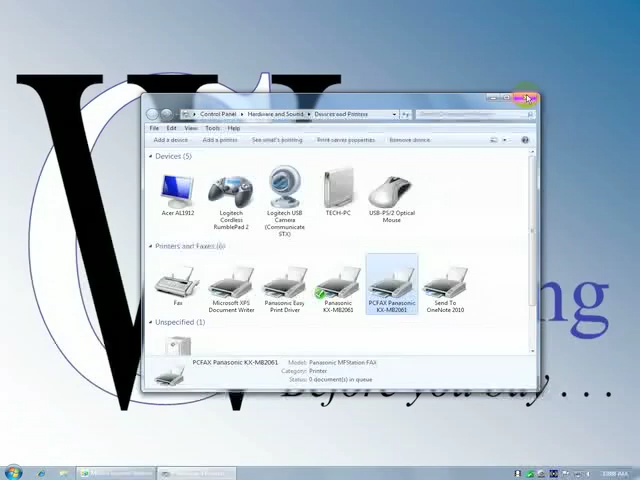 Control Panel ▸ Hardware and Sound ▸ Devices and Printers
File Edit View Tools Help
Add a device Add a printer See what's printing Print server properties Remove device
Devices (5)
Acer AL1912
Logitech Cordless RumblePad 2
Logitech USB Camera (Communicate STX)
TECH-PC
USB-PS/2 Optical Mouse
Printers and Faxes (6)
Fax
Microsoft XPS Document Writer
Panasonic Easy Print Driver
Panasonic KX-MB2061
PCFAX Panasonic KX-MB2061
Send To OneNote 2010
Unspecified (1)
PCFAX Panasonic KX-MB2061
Model: Panasonic MFStation FAX
Category: Printer
Status: 0 document(s) in queue
ng
Before you buy . . .